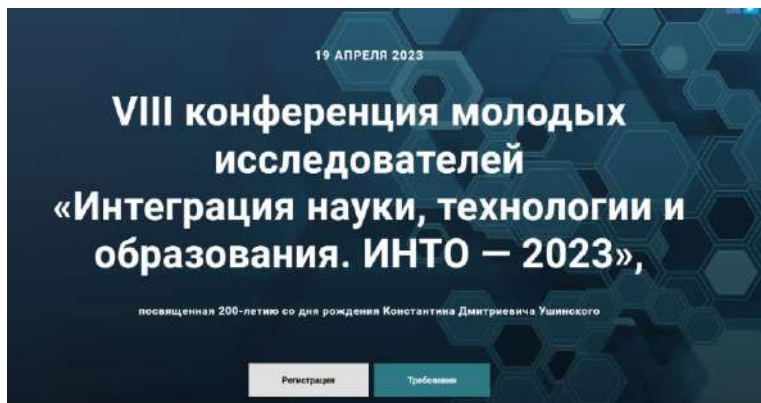 19 АПРЕЛЯ 2023
VIII конференция молодых
исследователей
«Интеграция науки, технологии и
образования. ИНТО — 2023»,
посвященная 200-летию со дня рождения Константина Дмитриевича Ушинского
Регистрация
Требования